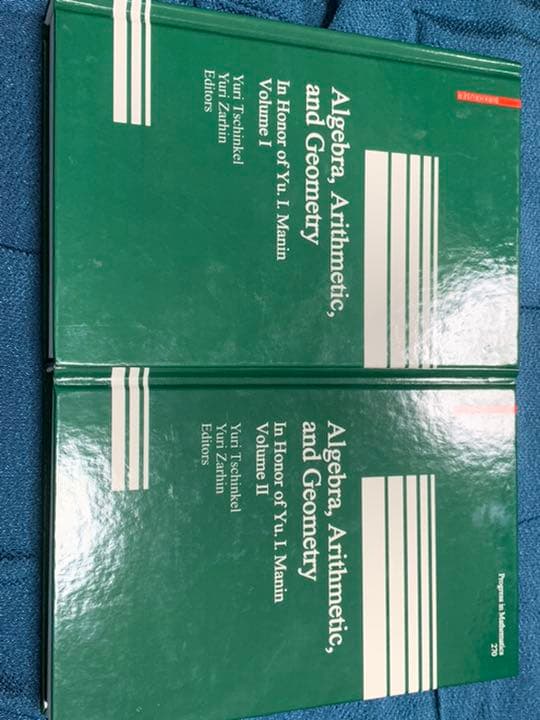 BIRKHAUSER
Algebra, Arithmetic,
and Geometry
In Honor of Yu. I. Manin
Volume I
Yuri Tschinkel
Yuri Zarhin
Editors
Progress in Mathematics
270
Algebra, Arithmetic,
and Geometry
In Honor of Yu. I. Manin
Volume II
Yuri Tschinkel
Yuri Zarhin
Editors